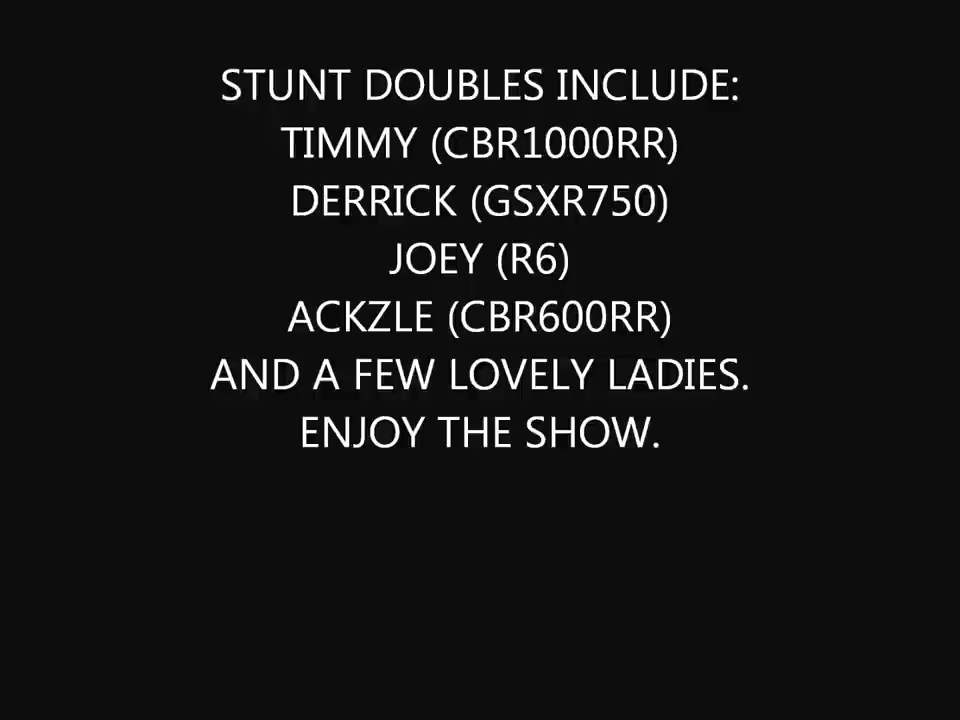 STUNT DOUBLES INCLUDE:
TIMMY (CBR1000RR)
DERRICK (GSXR750)
JOEY (R6)
ACKZLE (CBR600RR)
AND A FEW LOVELY LADIES.
ENJOY THE SHOW.